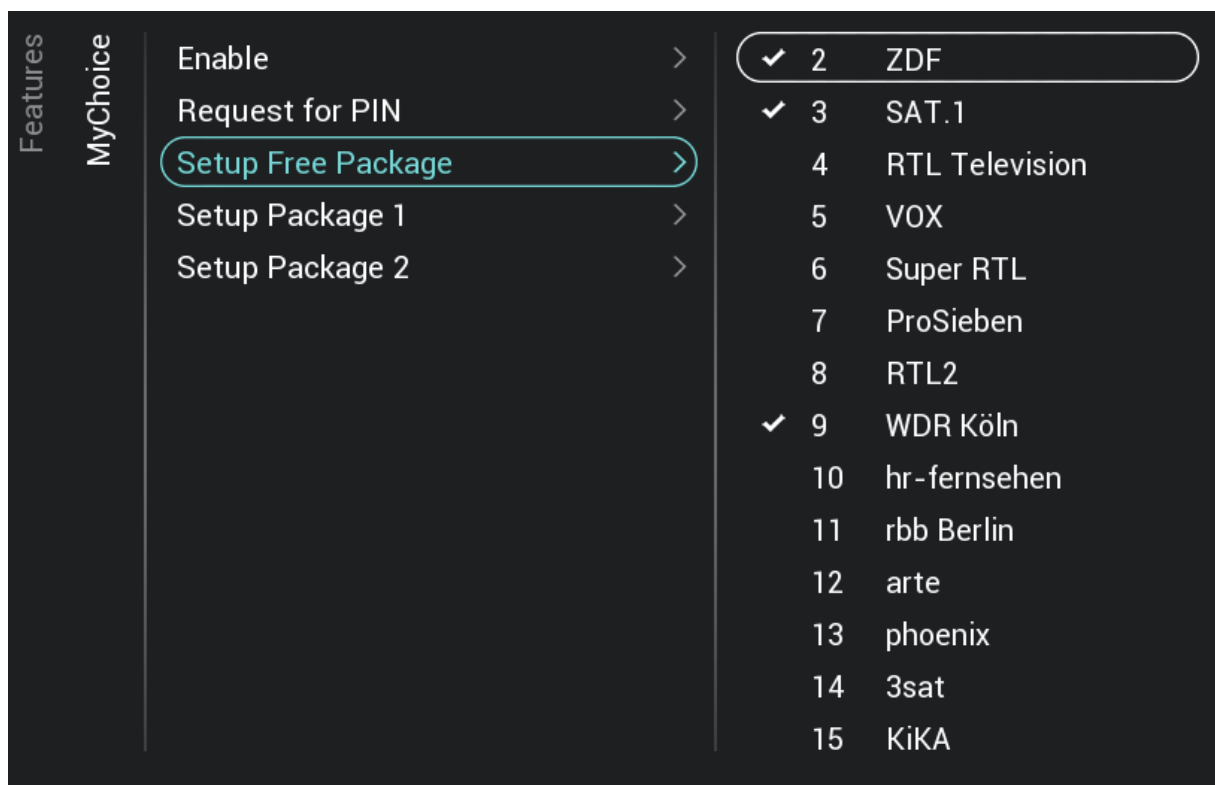 Features
MyChoice
Enable
Request for PIN
Setup Free Package
Setup Package 1
Setup Package 2
2 ZDF
3 SAT.1
4 RTL Television
5 VOX
6 Super RTL
7 ProSieben
8 RTL2
9 WDR Köln
10 hr-fernsehen
11 rbb Berlin
12 arte
13 phoenix
14 3sat
15 KiKA